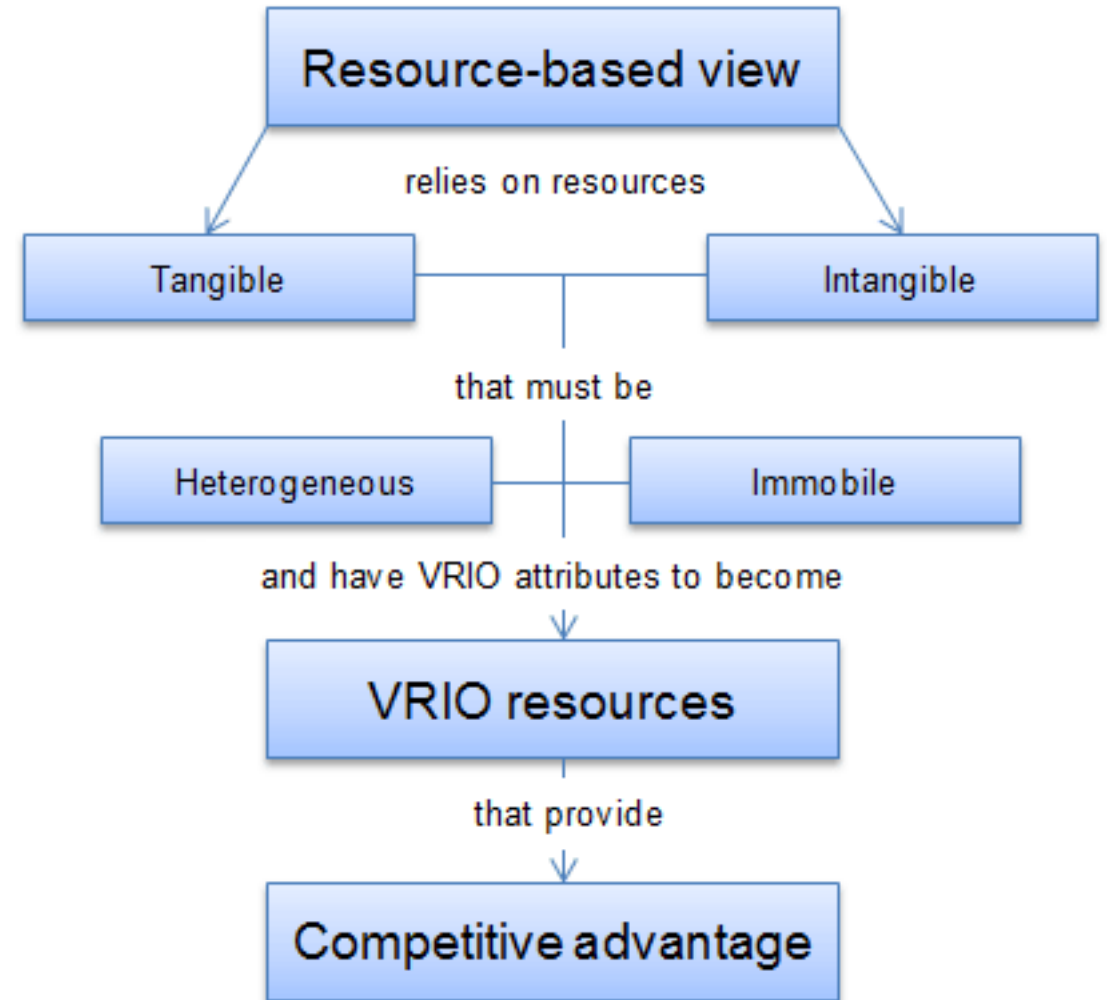 Resource-based view
relies on resources
Tangible
Intangible
that must be
Heterogeneous
Immobile
and have VRIO attributes to become
VRIO resources
that provide
Competitive advantage